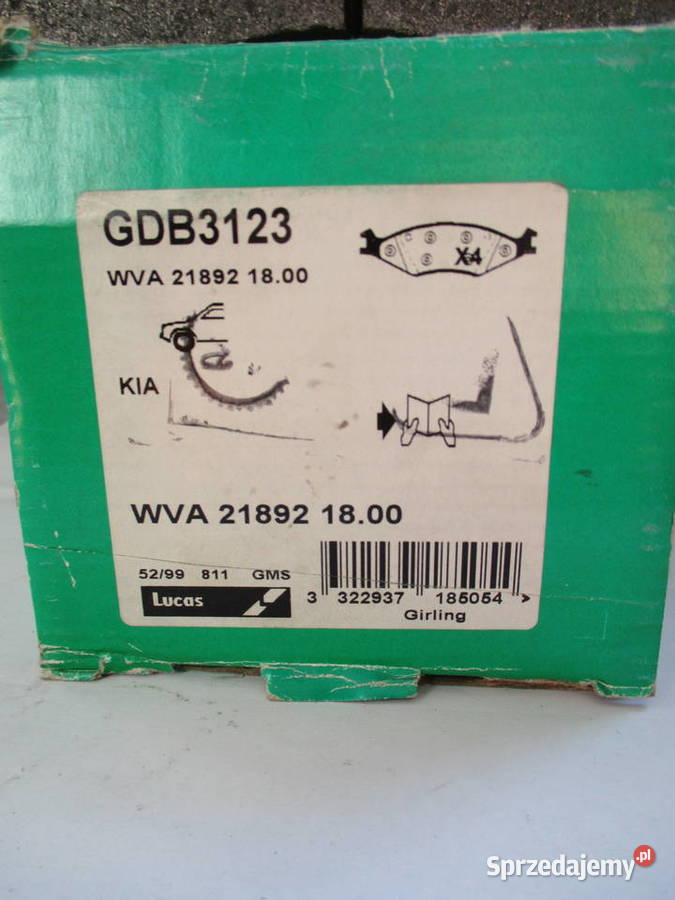 GDB3123
X4
WVA 21892 18.00
KIA
WVA 21892 18.00
52/99 811 GMS
Lucas
3 322937 185054 >
Girling
Sprzedajemy.pl